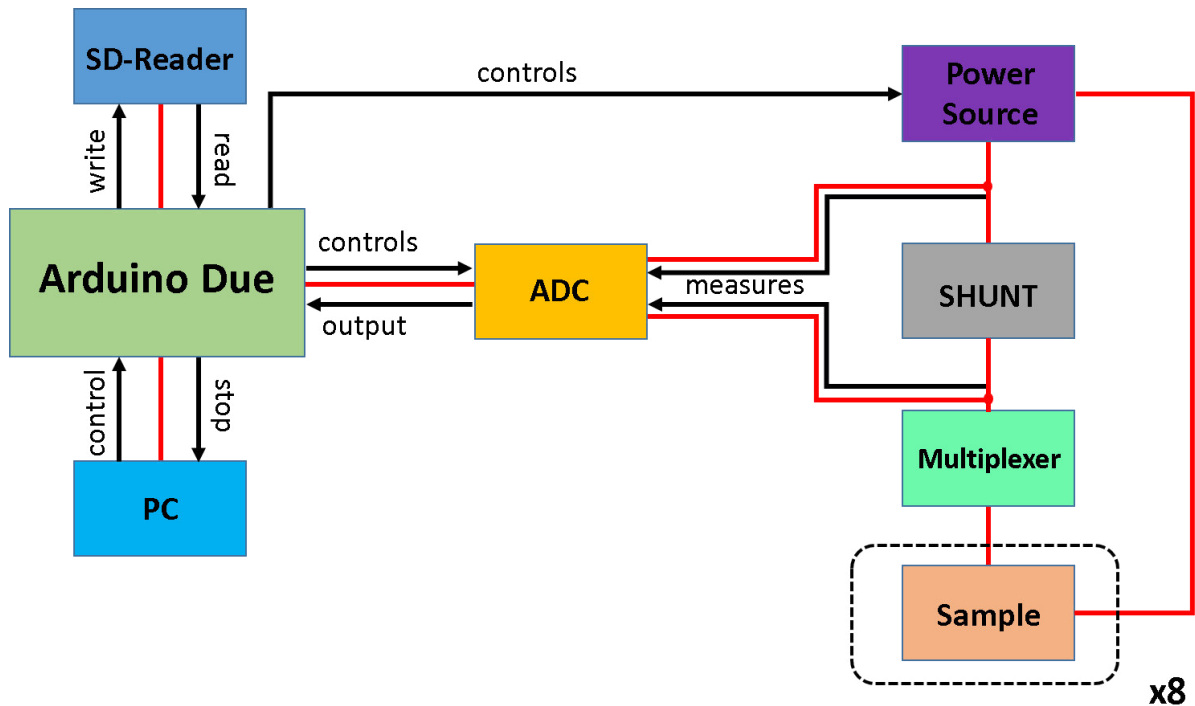 SD-Reader
controls
Power
Source
write
read
Arduino Due
controls
output
ADC
measures
SHUNT
control
stop
Multiplexer
PC
Sample
x8